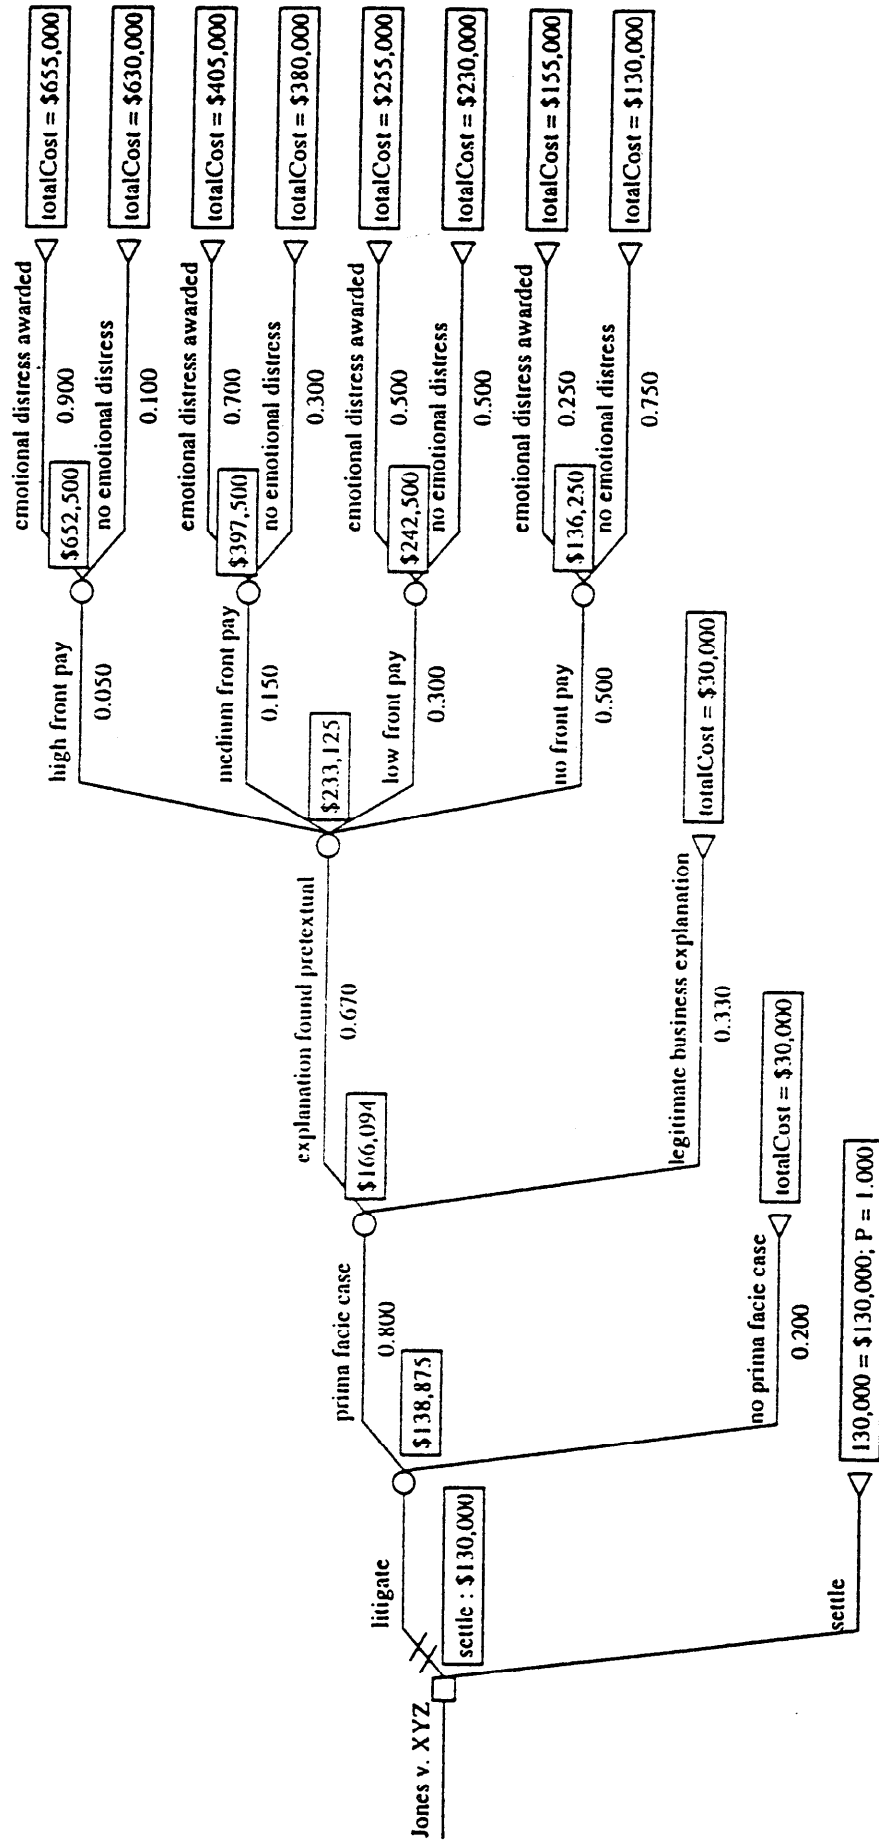 Jones v. XYZ
settle : $130,000
litigate
$138,875
prima facie case
0.800
$166,094
explanation found pretextual
0.670
$233,125
high front pay
0.050
$652,500
emotional distress awarded
0.900
totalCost = $655,000
no emotional distress
0.100
totalCost = $630,000
medium front pay
0.150
$397,500
emotional distress awarded
0.700
totalCost = $405,000
no emotional distress
0.300
totalCost = $380,000
low front pay
0.300
$242,500
emotional distress awarded
0.500
totalCost = $255,000
no emotional distress
0.500
totalCost = $230,000
no front pay
0.500
$136,250
emotional distress awarded
0.250
totalCost = $155,000
no emotional distress
0.750
totalCost = $130,000
legitimate business explanation
0.330
totalCost = $30,000
no prima facie case
0.200
totalCost = $30,000
settle
130,000 = $130,000; P = 1.000